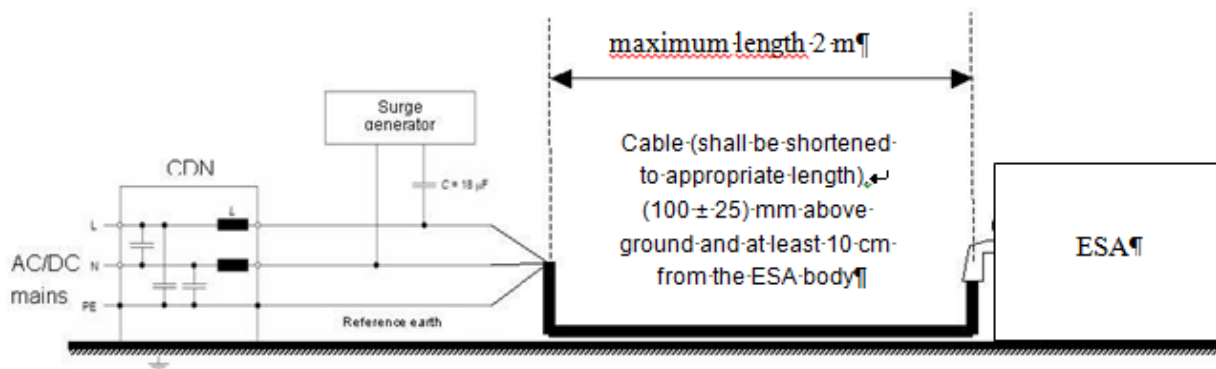 maximum·length·2·m¶
Surge
generator
Cable·(shall·be·shortened·
to·appropriate·length),↵
(100·±·25)·mm·above·
ground·and·at·least·10·cm·
from·the·ESA·body¶
CDN
C = 18 µF
ESA¶
L
L
AC/DC
mains
N
PE
Reference earth